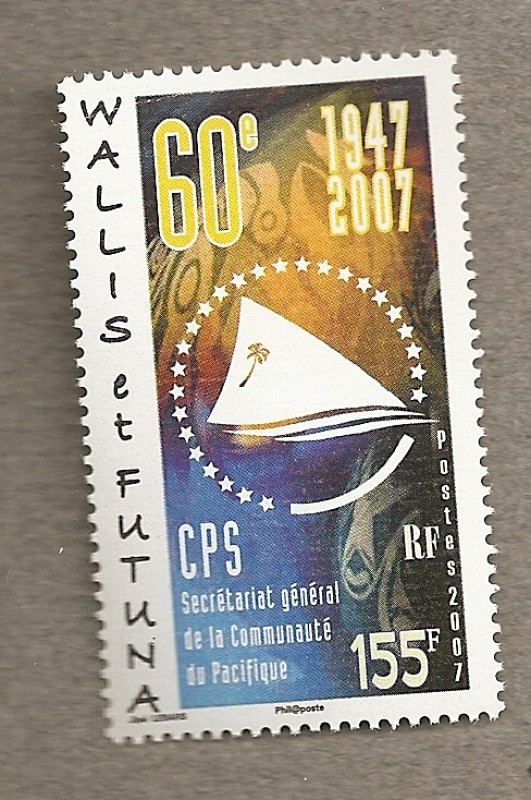 WALLIS et FUTUNA
60e
1947
2007
CPS
Secrétariat général
de la Communauté
du Pacifique
RF
155F
Postes 2007
Phil@poste